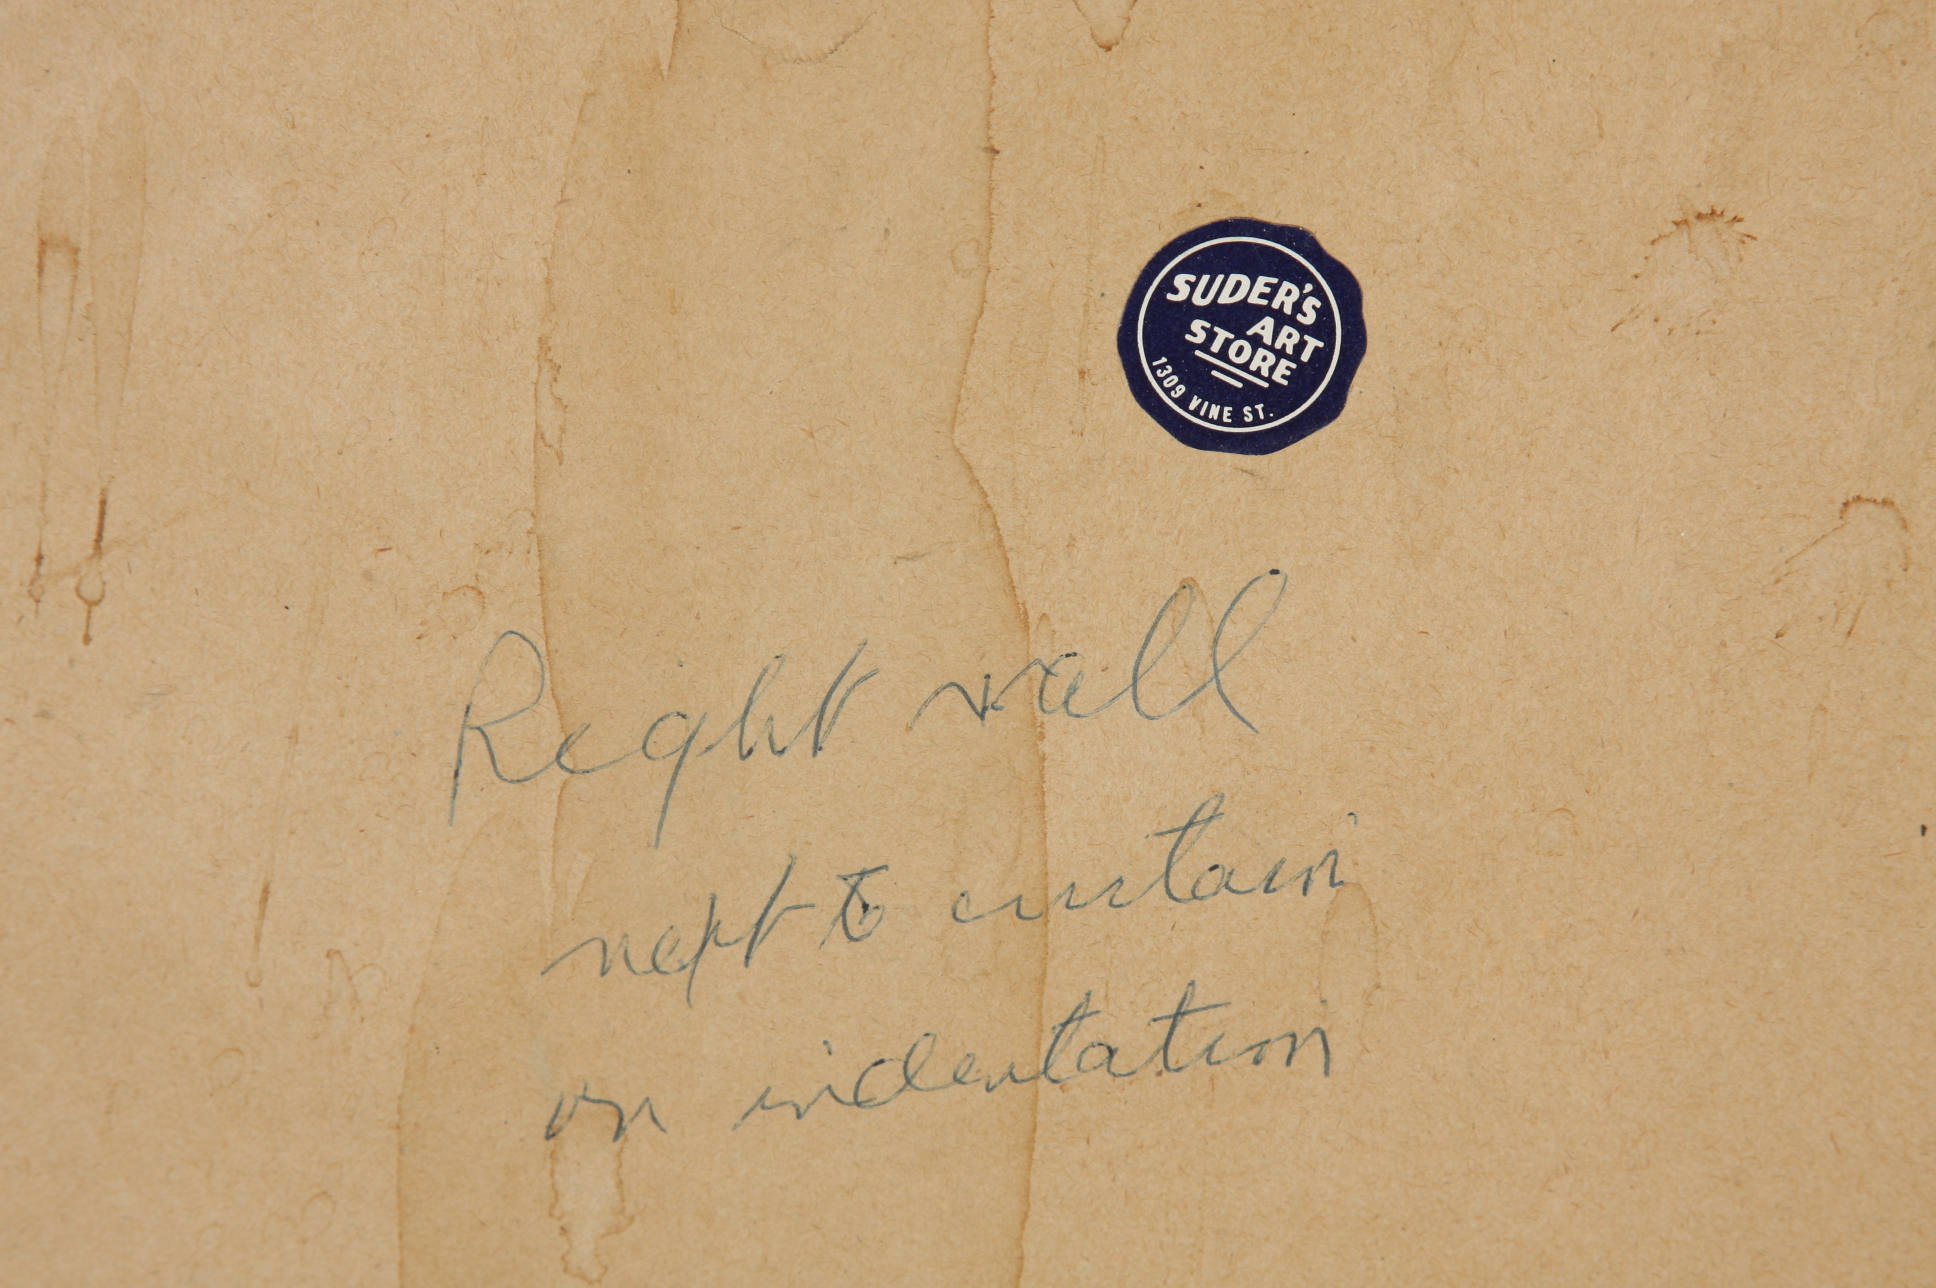 SUDER'S
ART
STORE
1309 VINE ST.
Right wall
next to curtain
on indentation